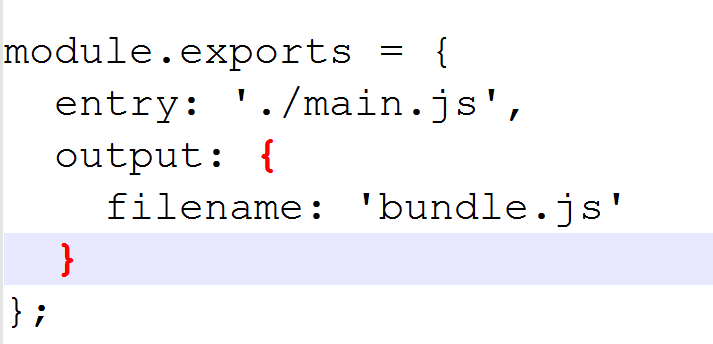 module.exports = {
  entry: './main.js',
  output: {
    filename: 'bundle.js'
  }
};